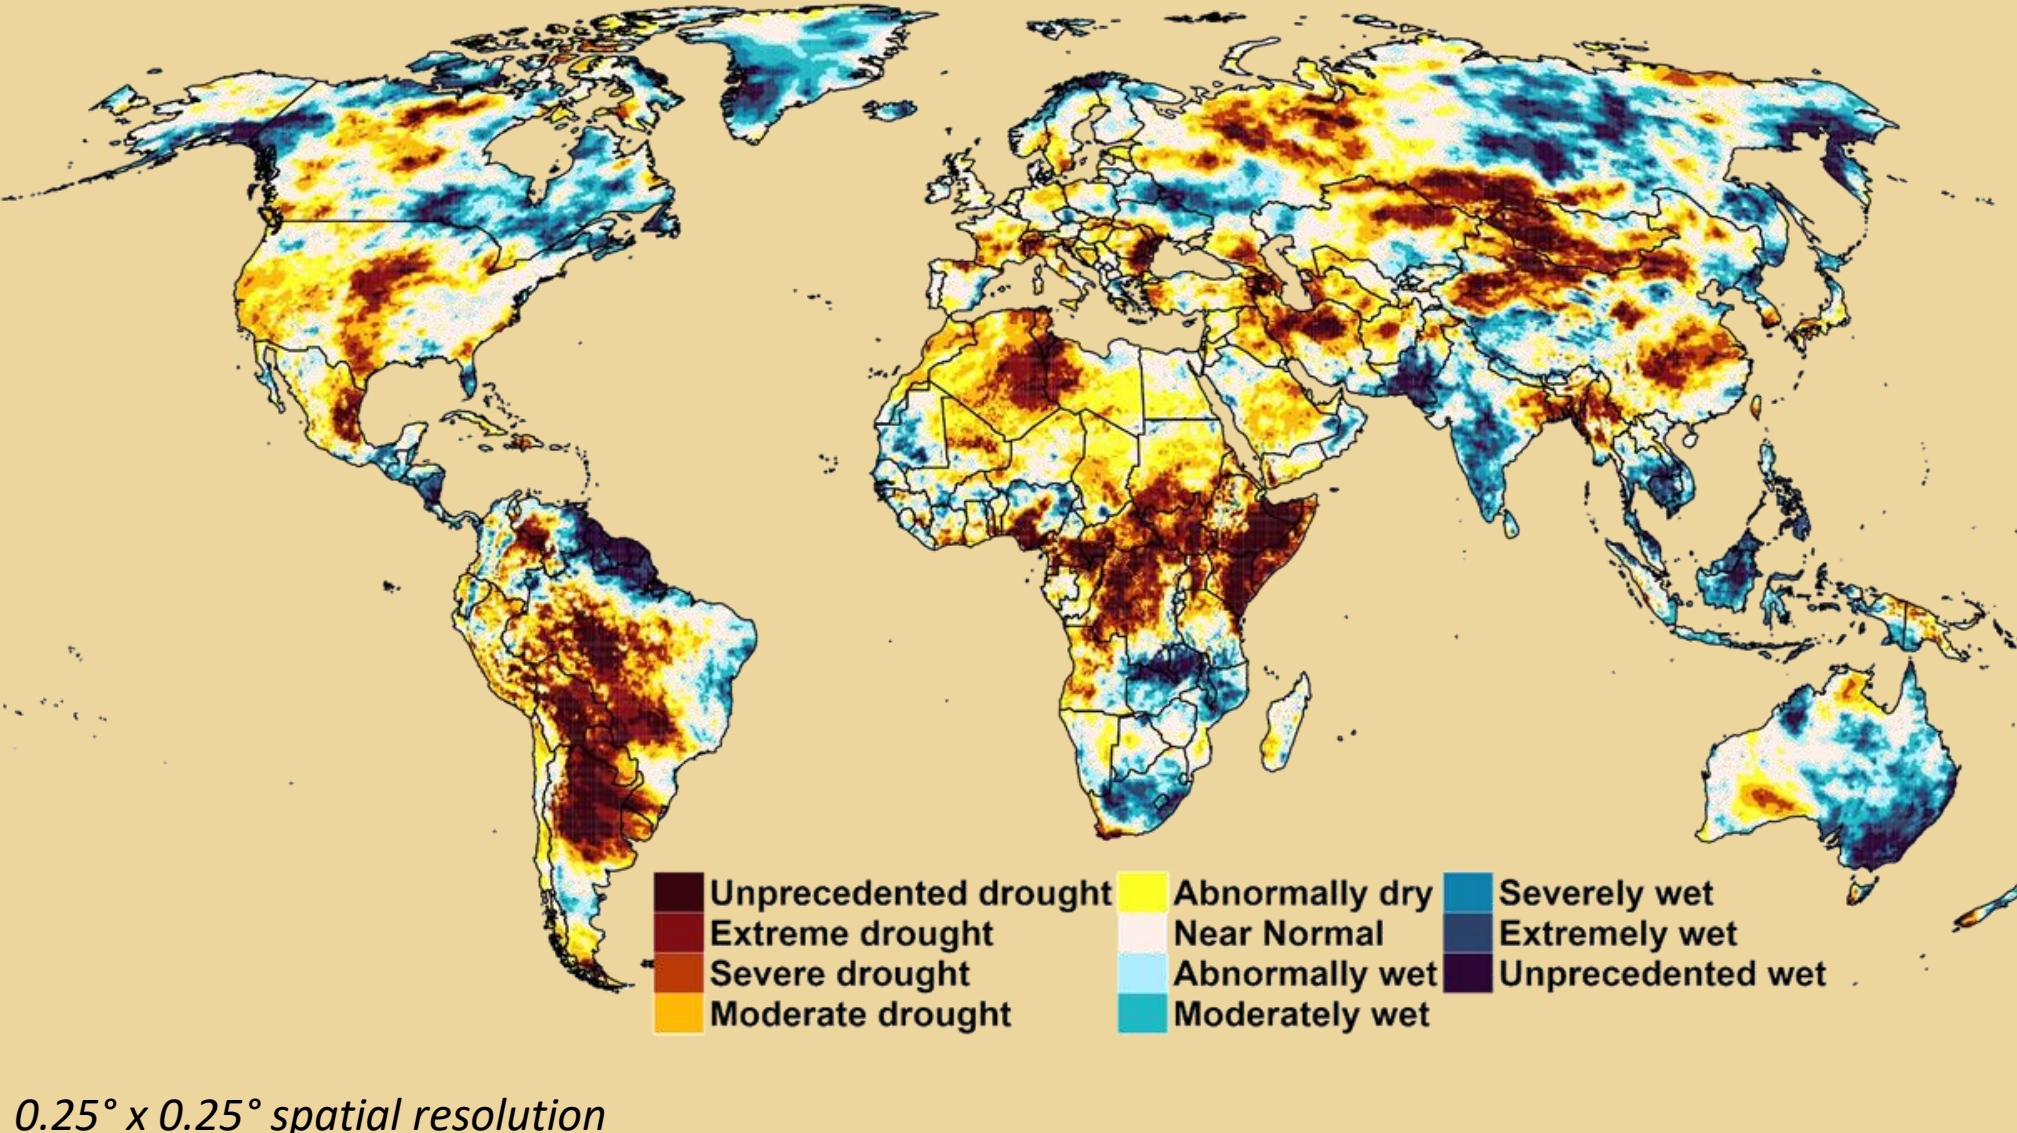 Unprecedented drought
Extreme drought
Severe drought
Moderate drought
Abnormally dry
Near Normal
Abnormally wet
Moderately wet
Severely wet
Extremely wet
Unprecedented wet
0.25° x 0.25° spatial resolution